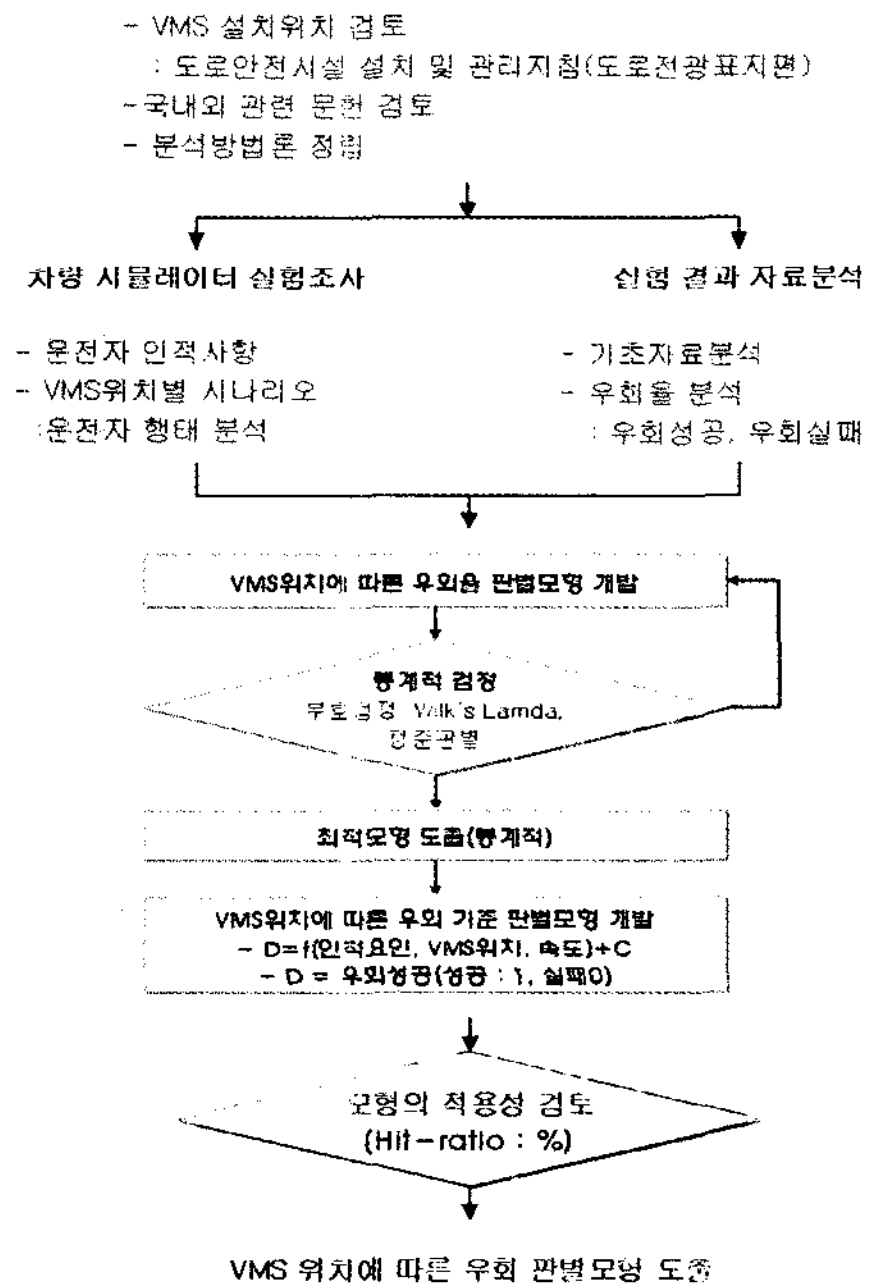 - VMS 설치위치 검토
: 도로안전시설 설치 및 관리지침(도로전광표지편)
-국내외 관련 문헌 검토
- 분석방법론 정립
차량 시뮬레이터 실험조사
실험 결과 자료분석
- 운전자 인적사항
- VMS위치별 시나리오
:운전자 행태 분석
- 기초자료분석
- 우회율 분석
: 우회성공, 우회실패
VMS위치에 따른 우회율 판별모형 개발
통계적 검정
부호검정 Wilk's Lamda,
정준판별
최적모형 도출(통계적)
VMS위치에 따른 우회 기준 판별모형 개발
- D=f(인적요인, VMS위치, 속도)+C
- D = 우회성공(성공 : 1, 실패0)
모형의 적용성 검토
(Hit-ratio : %)
VMS 위치에 따른 우회 판별모형 도출